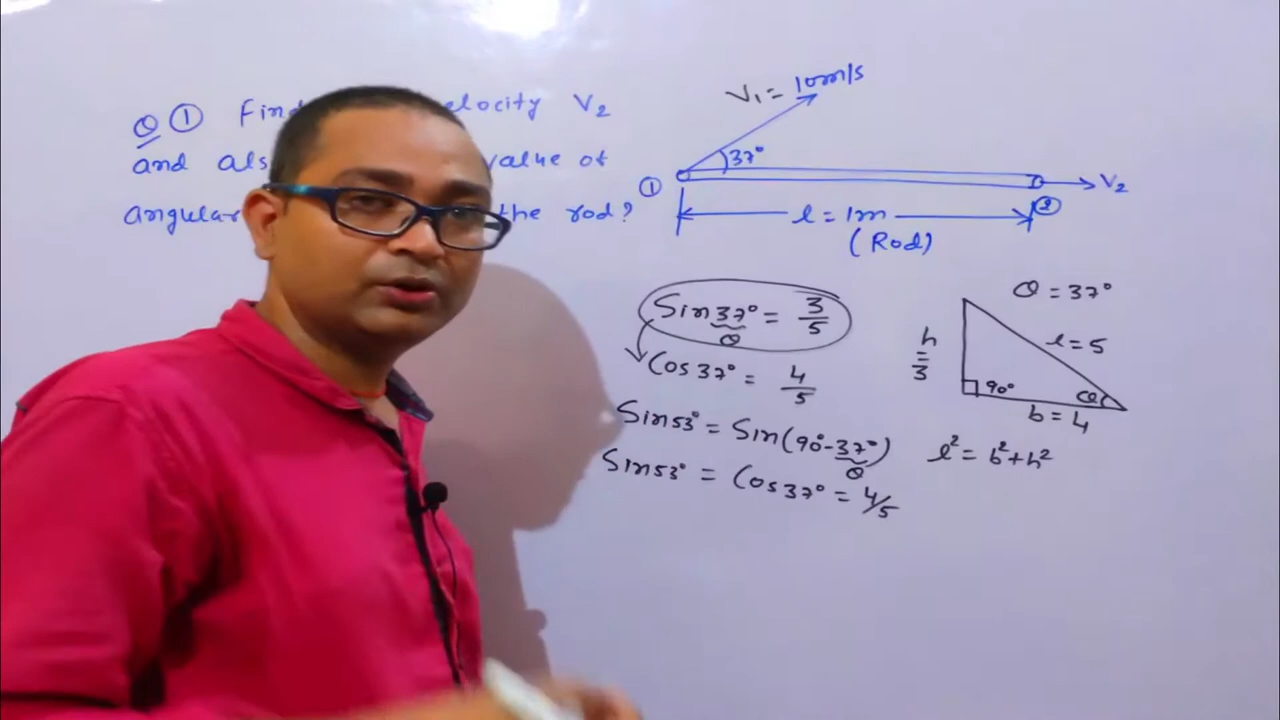 Q ① Find elocity V₂
and als value of
angular the rod?
V₁ = 10m/s
37°
①
V₂
②
l = 1m
(Rod)
Sin 37° = 3/5
θ
Cos 37° = 4/5
Sin 53° = Sin(90°-37°)
θ
Sin 53° = Cos 37° = 4/5
θ = 37°
h = 3
l = 5
90°
θ
b = 4
l² = b²+h²